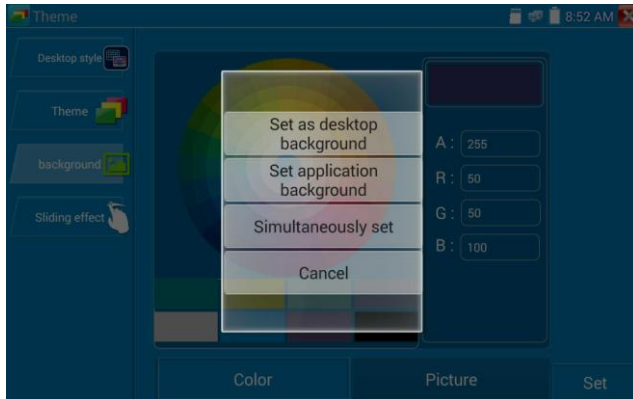 Theme
8:52 AM
Desktop style
Theme
background
Sliding effect
Set as desktop
background
Set application
background
Simultaneously set
Cancel
A : 255
R : 50
G : 50
B : 100
Color
Picture
Set